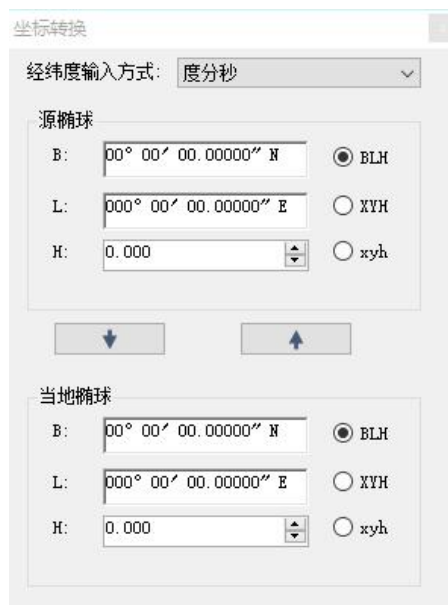 坐标转换
经纬度输入方式: 度分秒
源椭球
B: 00° 00′ 00.00000″ N BLH
L: 000° 00′ 00.00000″ E XYH
H: 0.000 xyh
当地椭球
B: 00° 00′ 00.00000″ N BLH
L: 000° 00′ 00.00000″ E XYH
H: 0.000 xyh